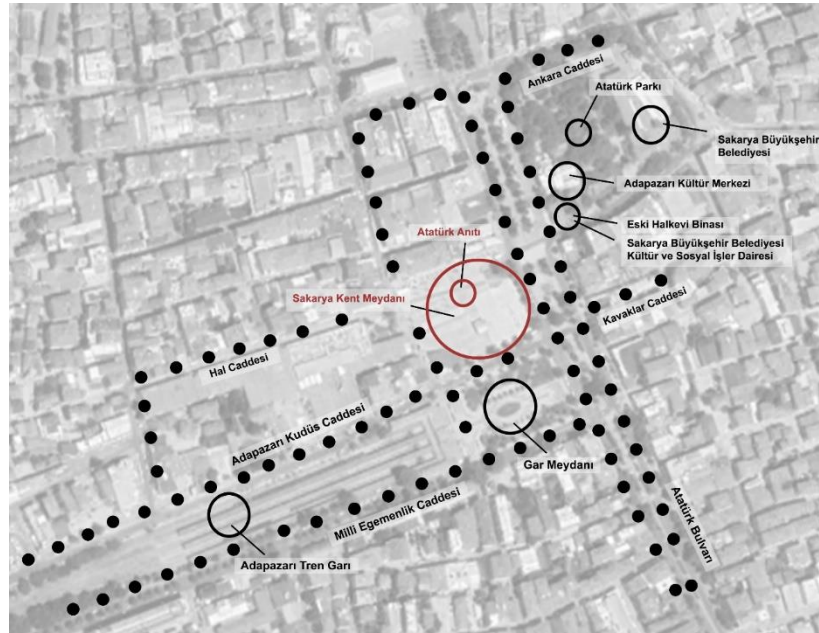 Ankara Caddesi
Atatürk Parkı
Sakarya Büyükşehir
Belediyesi
Adapazarı Kültür Merkezi
Eski Halkevi Binası
Sakarya Büyükşehir Belediyesi
Kültür ve Sosyal İşler Dairesi
Atatürk Anıtı
Sakarya Kent Meydanı
Kavaklar Caddesi
Hal Caddesi
Adapazarı Kudüs Caddesi
Gar Meydanı
Milli Egemenlik Caddesi
Atatürk Bulvarı
Adapazarı Tren Garı